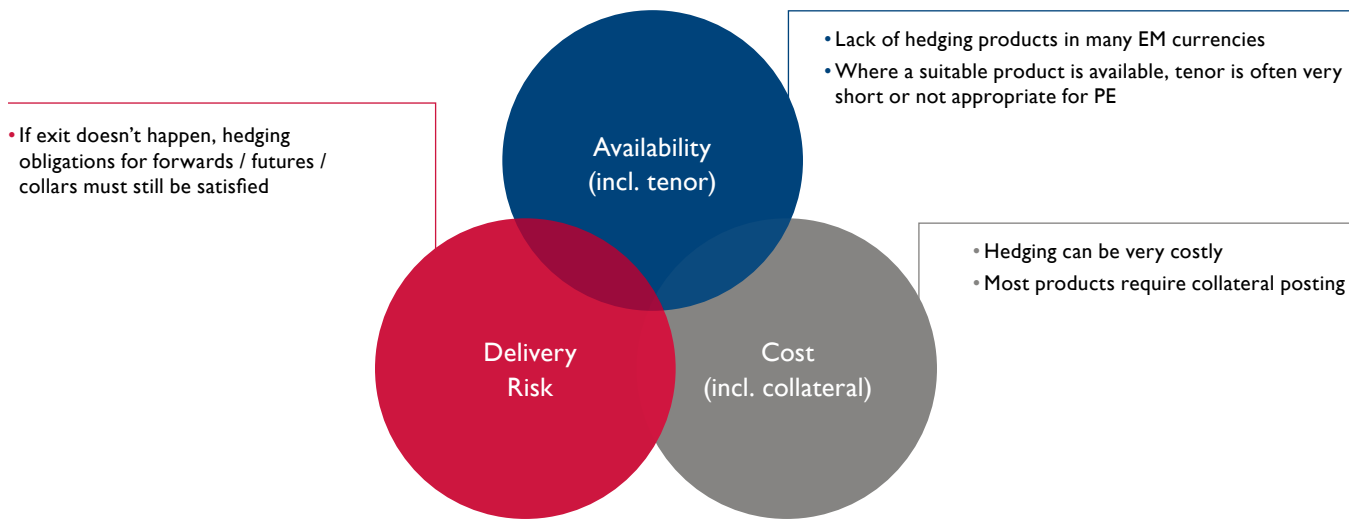 • Lack of hedging products in many EM currencies
• Where a suitable product is available, tenor is often very
short or not appropriate for PE
• If exit doesn’t happen, hedging
obligations for forwards / futures /
collars must still be satisfied
Availability
(incl. tenor)
• Hedging can be very costly
• Most products require collateral posting
Delivery
Risk
Cost
(incl. collateral)